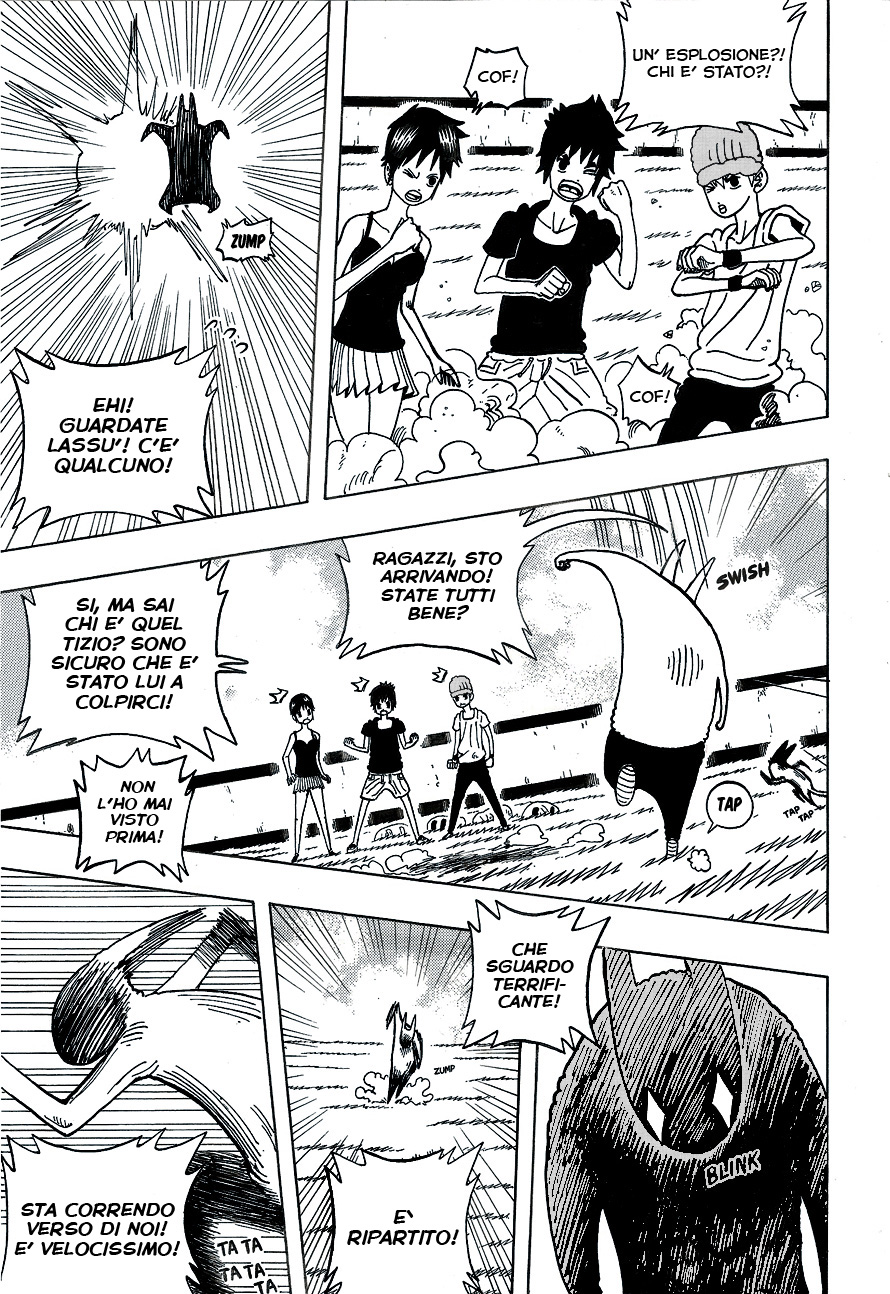 UN' ESPLOSIONE?!
CHI E' STATO?!
COF!
COF!
ZUMP
EHI!
GUARDATE
LASSU'! C'E'
QUALCUNO!
SWISH
RAGAZZI, STO
ARRIVANDO!
STATE TUTTI
BENE?
TAP
TAP
TAP
SI, MA SAI
CHI E' QUEL
TIZIO? SONO
SICURO CHE E'
STATO LUI A
COLPIRCI!
NON
L'HO MAI
VISTO
PRIMA!
CHE
SGUARDO
TERRIFI-
CANTE!
BLINK
ZUMP
E'
RIPARTITO!
STA CORRENDO
VERSO DI NOI!
E' VELOCISSIMO!
TA TA
TA TA
TA